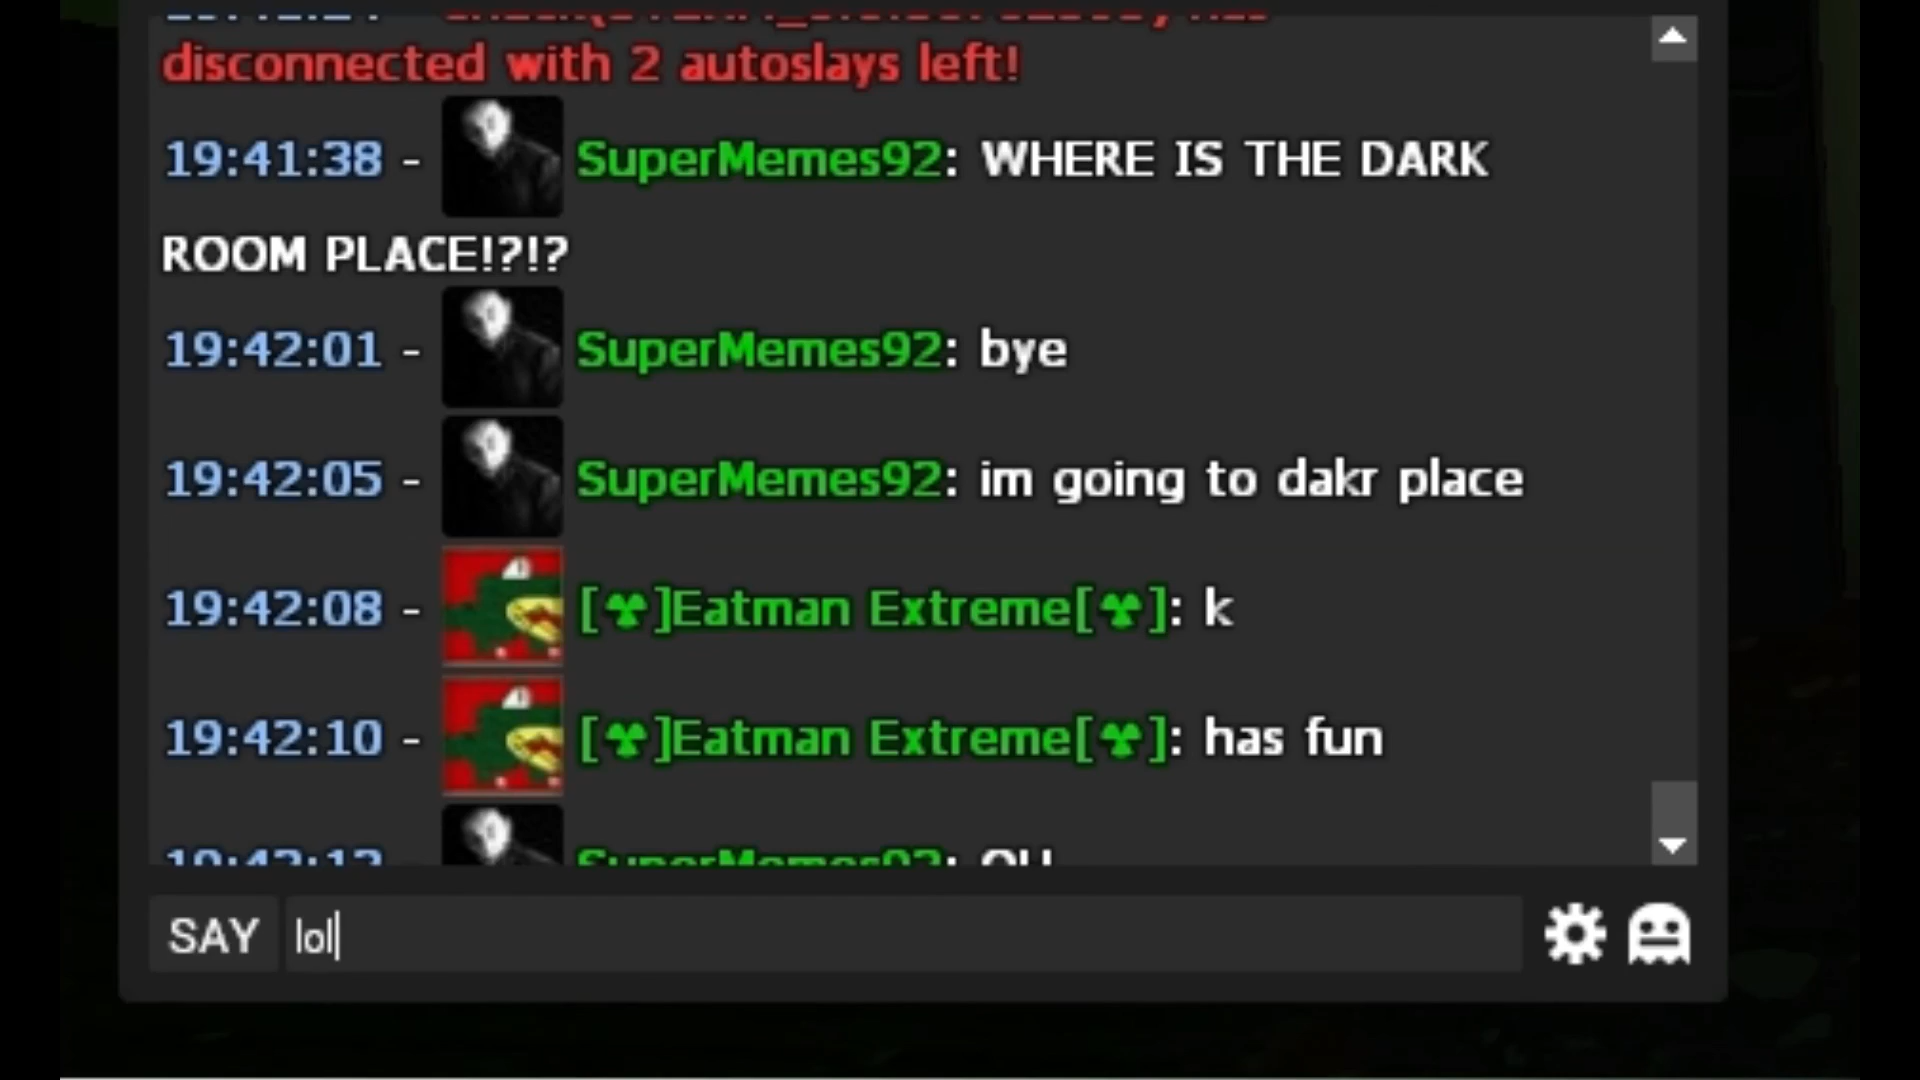 disconnected with 2 autoslays left!
19:41:38 - SuperMemes92: WHERE IS THE DARK
ROOM PLACE!?!?
19:42:01 - SuperMemes92: bye
19:42:05 - SuperMemes92: im going to dakr place
19:42:08 - [☢]Eatman Extreme[☢]: k
19:42:10 - [☢]Eatman Extreme[☢]: has fun
SuperMemes92:
SAY lol